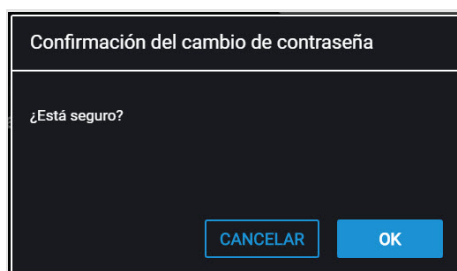 Confirmación del cambio de contraseña
¿Está seguro?
CANCELAR OK